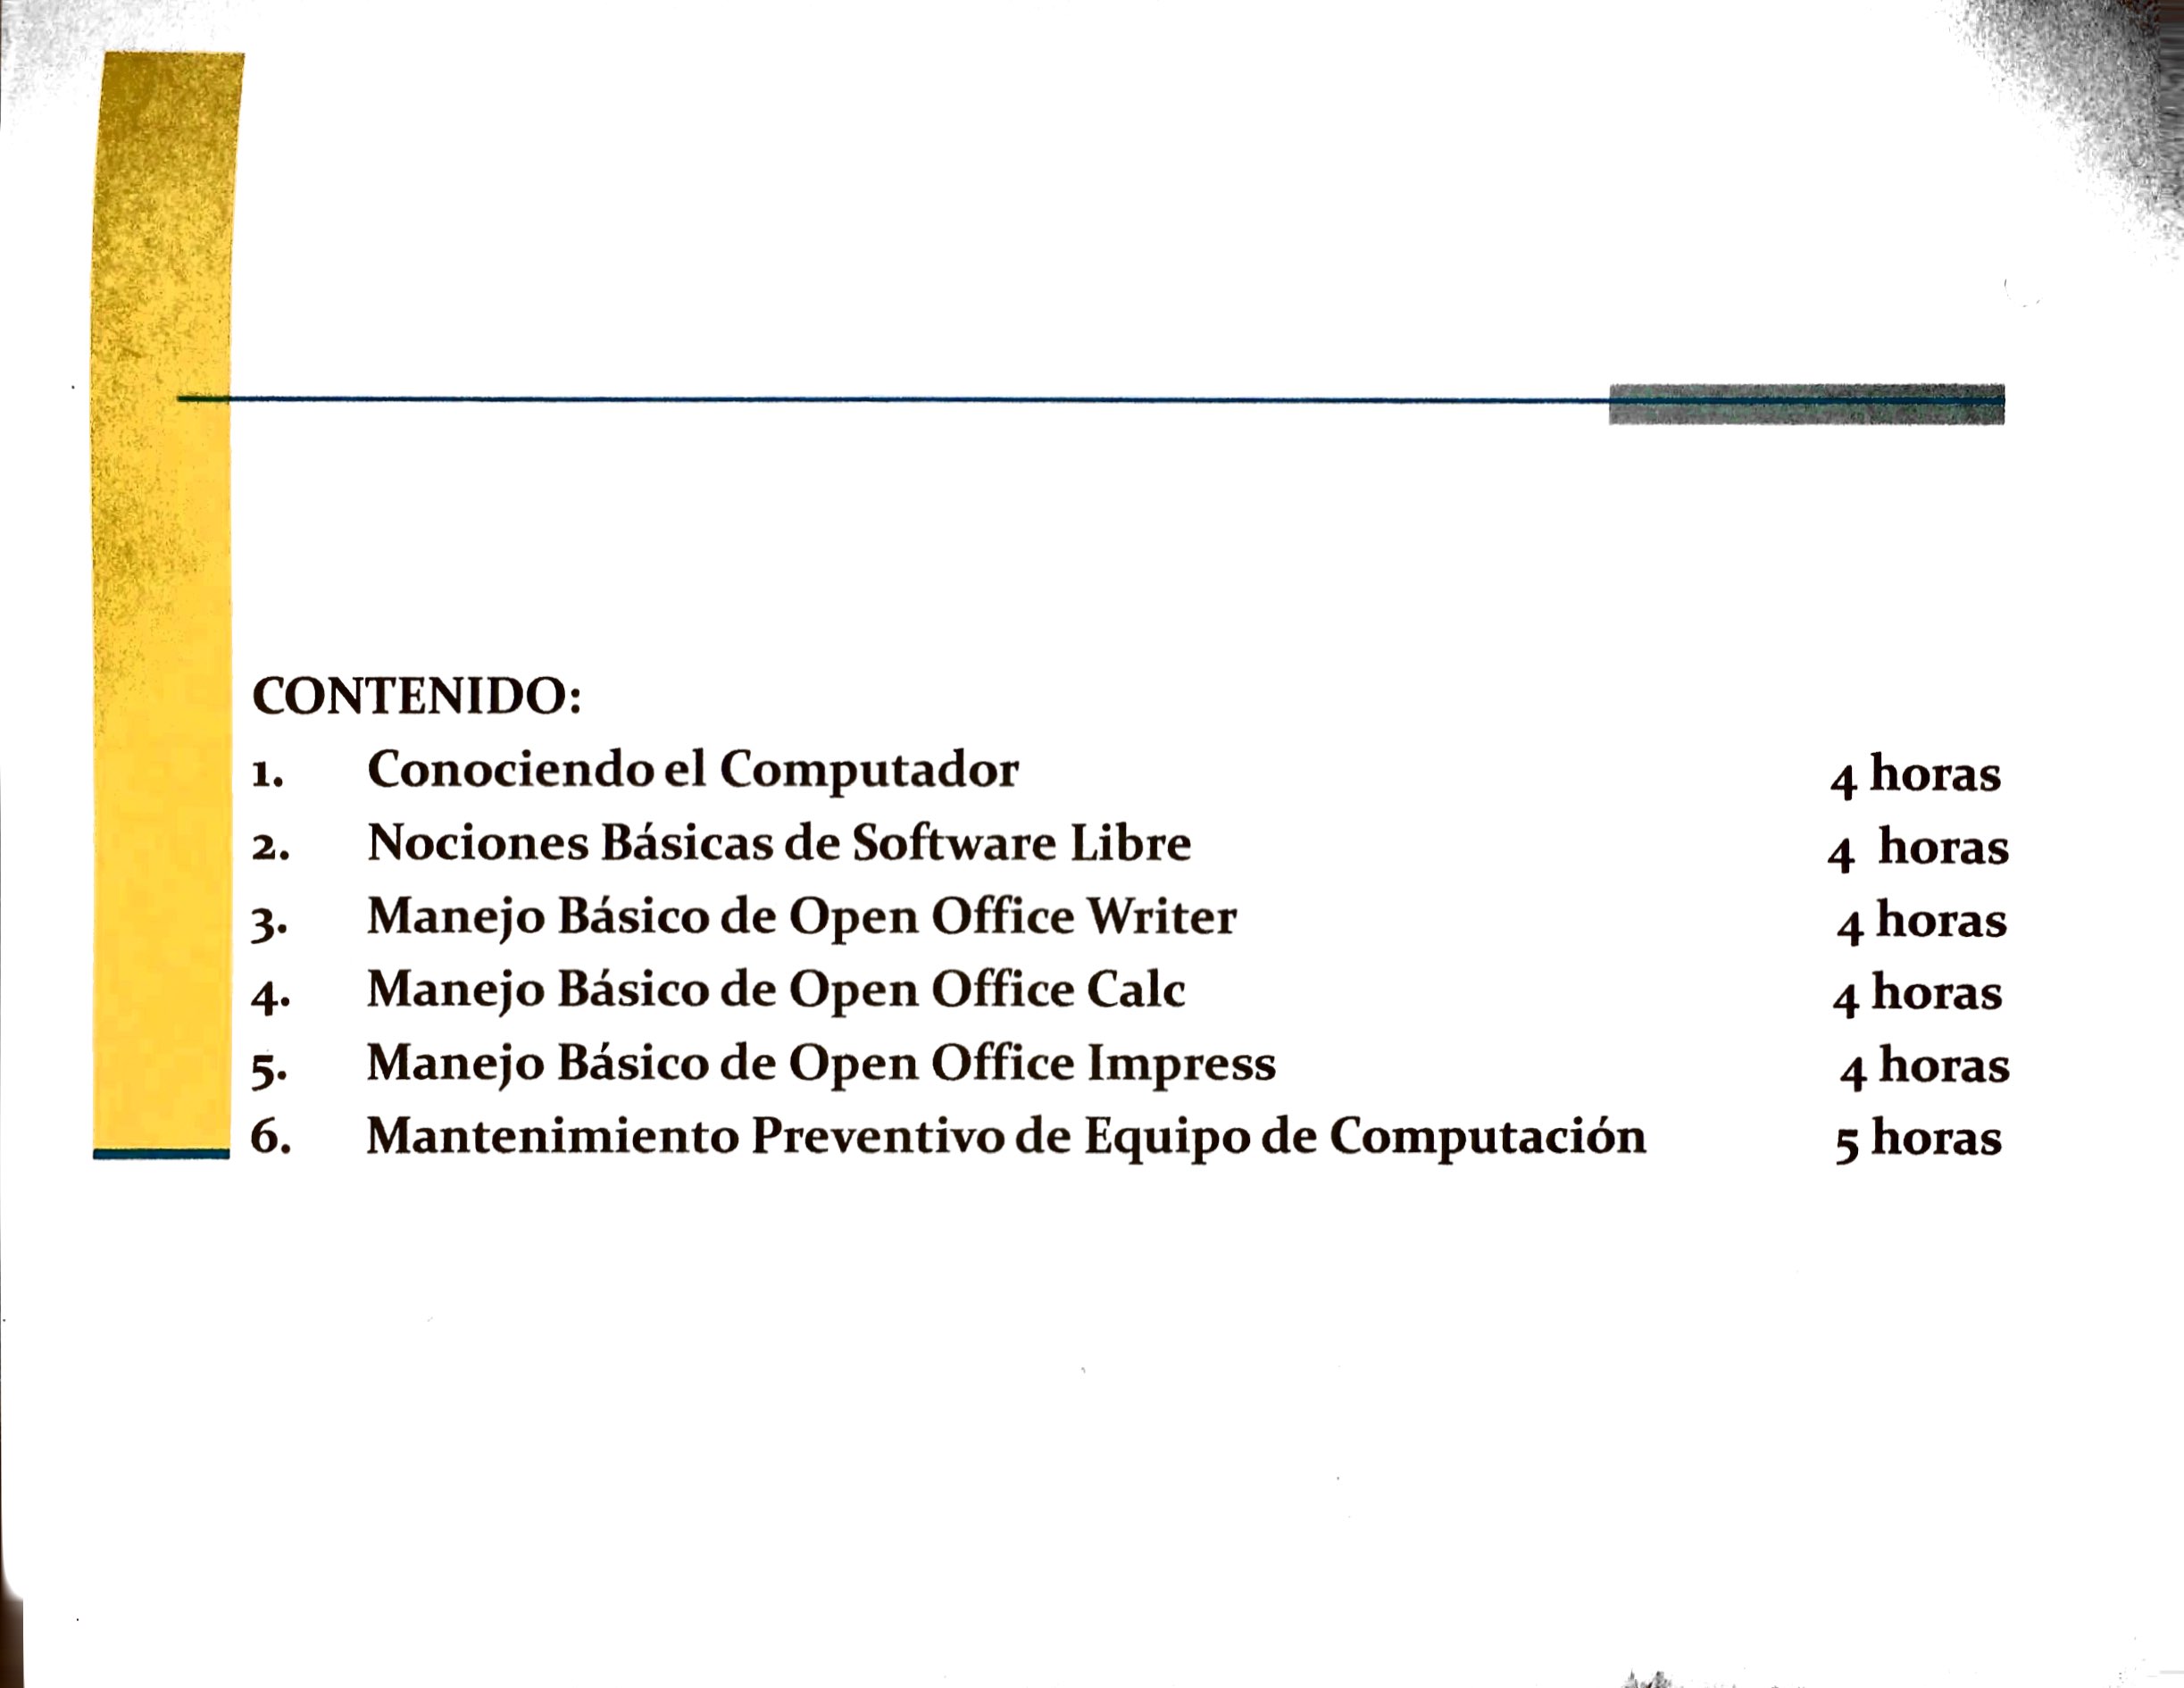 CONTENIDO:
1. Conociendo el Computador 4 horas
2. Nociones Básicas de Software Libre 4 horas
3. Manejo Básico de Open Office Writer 4 horas
4. Manejo Básico de Open Office Calc 4 horas
5. Manejo Básico de Open Office Impress 4 horas
6. Mantenimiento Preventivo de Equipo de Computación 5 horas